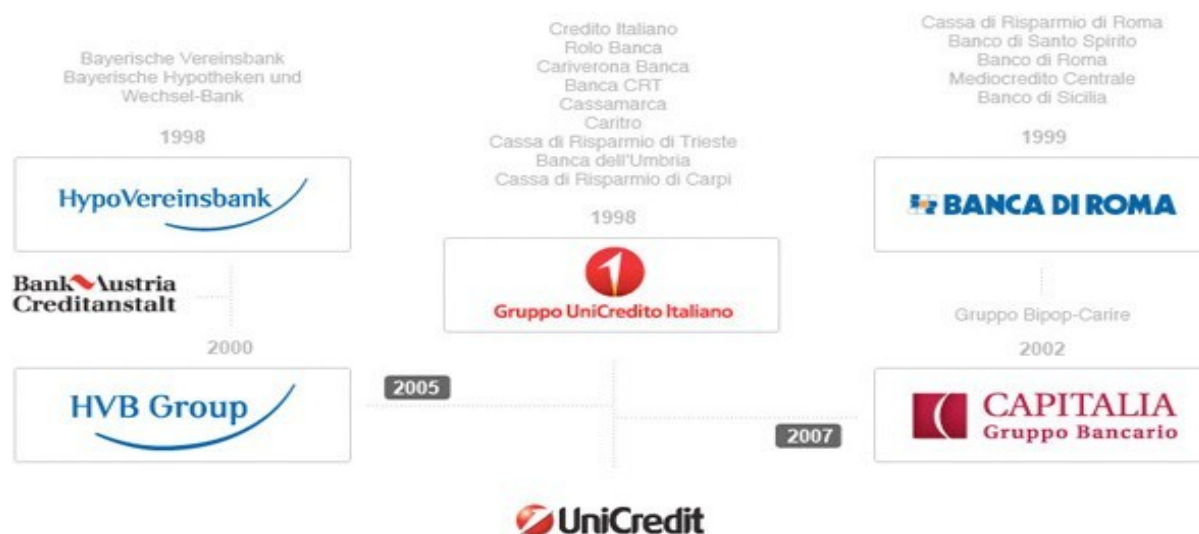 Bayerische Vereinsbank
Bayerische Hypotheken und
Wechsel-Bank
1998
HypoVereinsbank
Bank Austria
Creditanstalt
2000
HVB Group
Credito Italiano
Rolo Banca
Cariverona Banca
Banca CRT
Cassamarca
Caritro
Cassa di Risparmio di Trieste
Banca dell'Umbria
Cassa di Risparmio di Carpi
1998
1
Gruppo UniCredito Italiano
2005
2007
Cassa di Risparmio di Roma
Banco di Santo Spirito
Banco di Roma
Mediocredito Centrale
Banco di Sicilia
1999
BANCA DI ROMA
Gruppo Bipop-Carire
2002
CAPITALIA
Gruppo Bancario
UniCredit